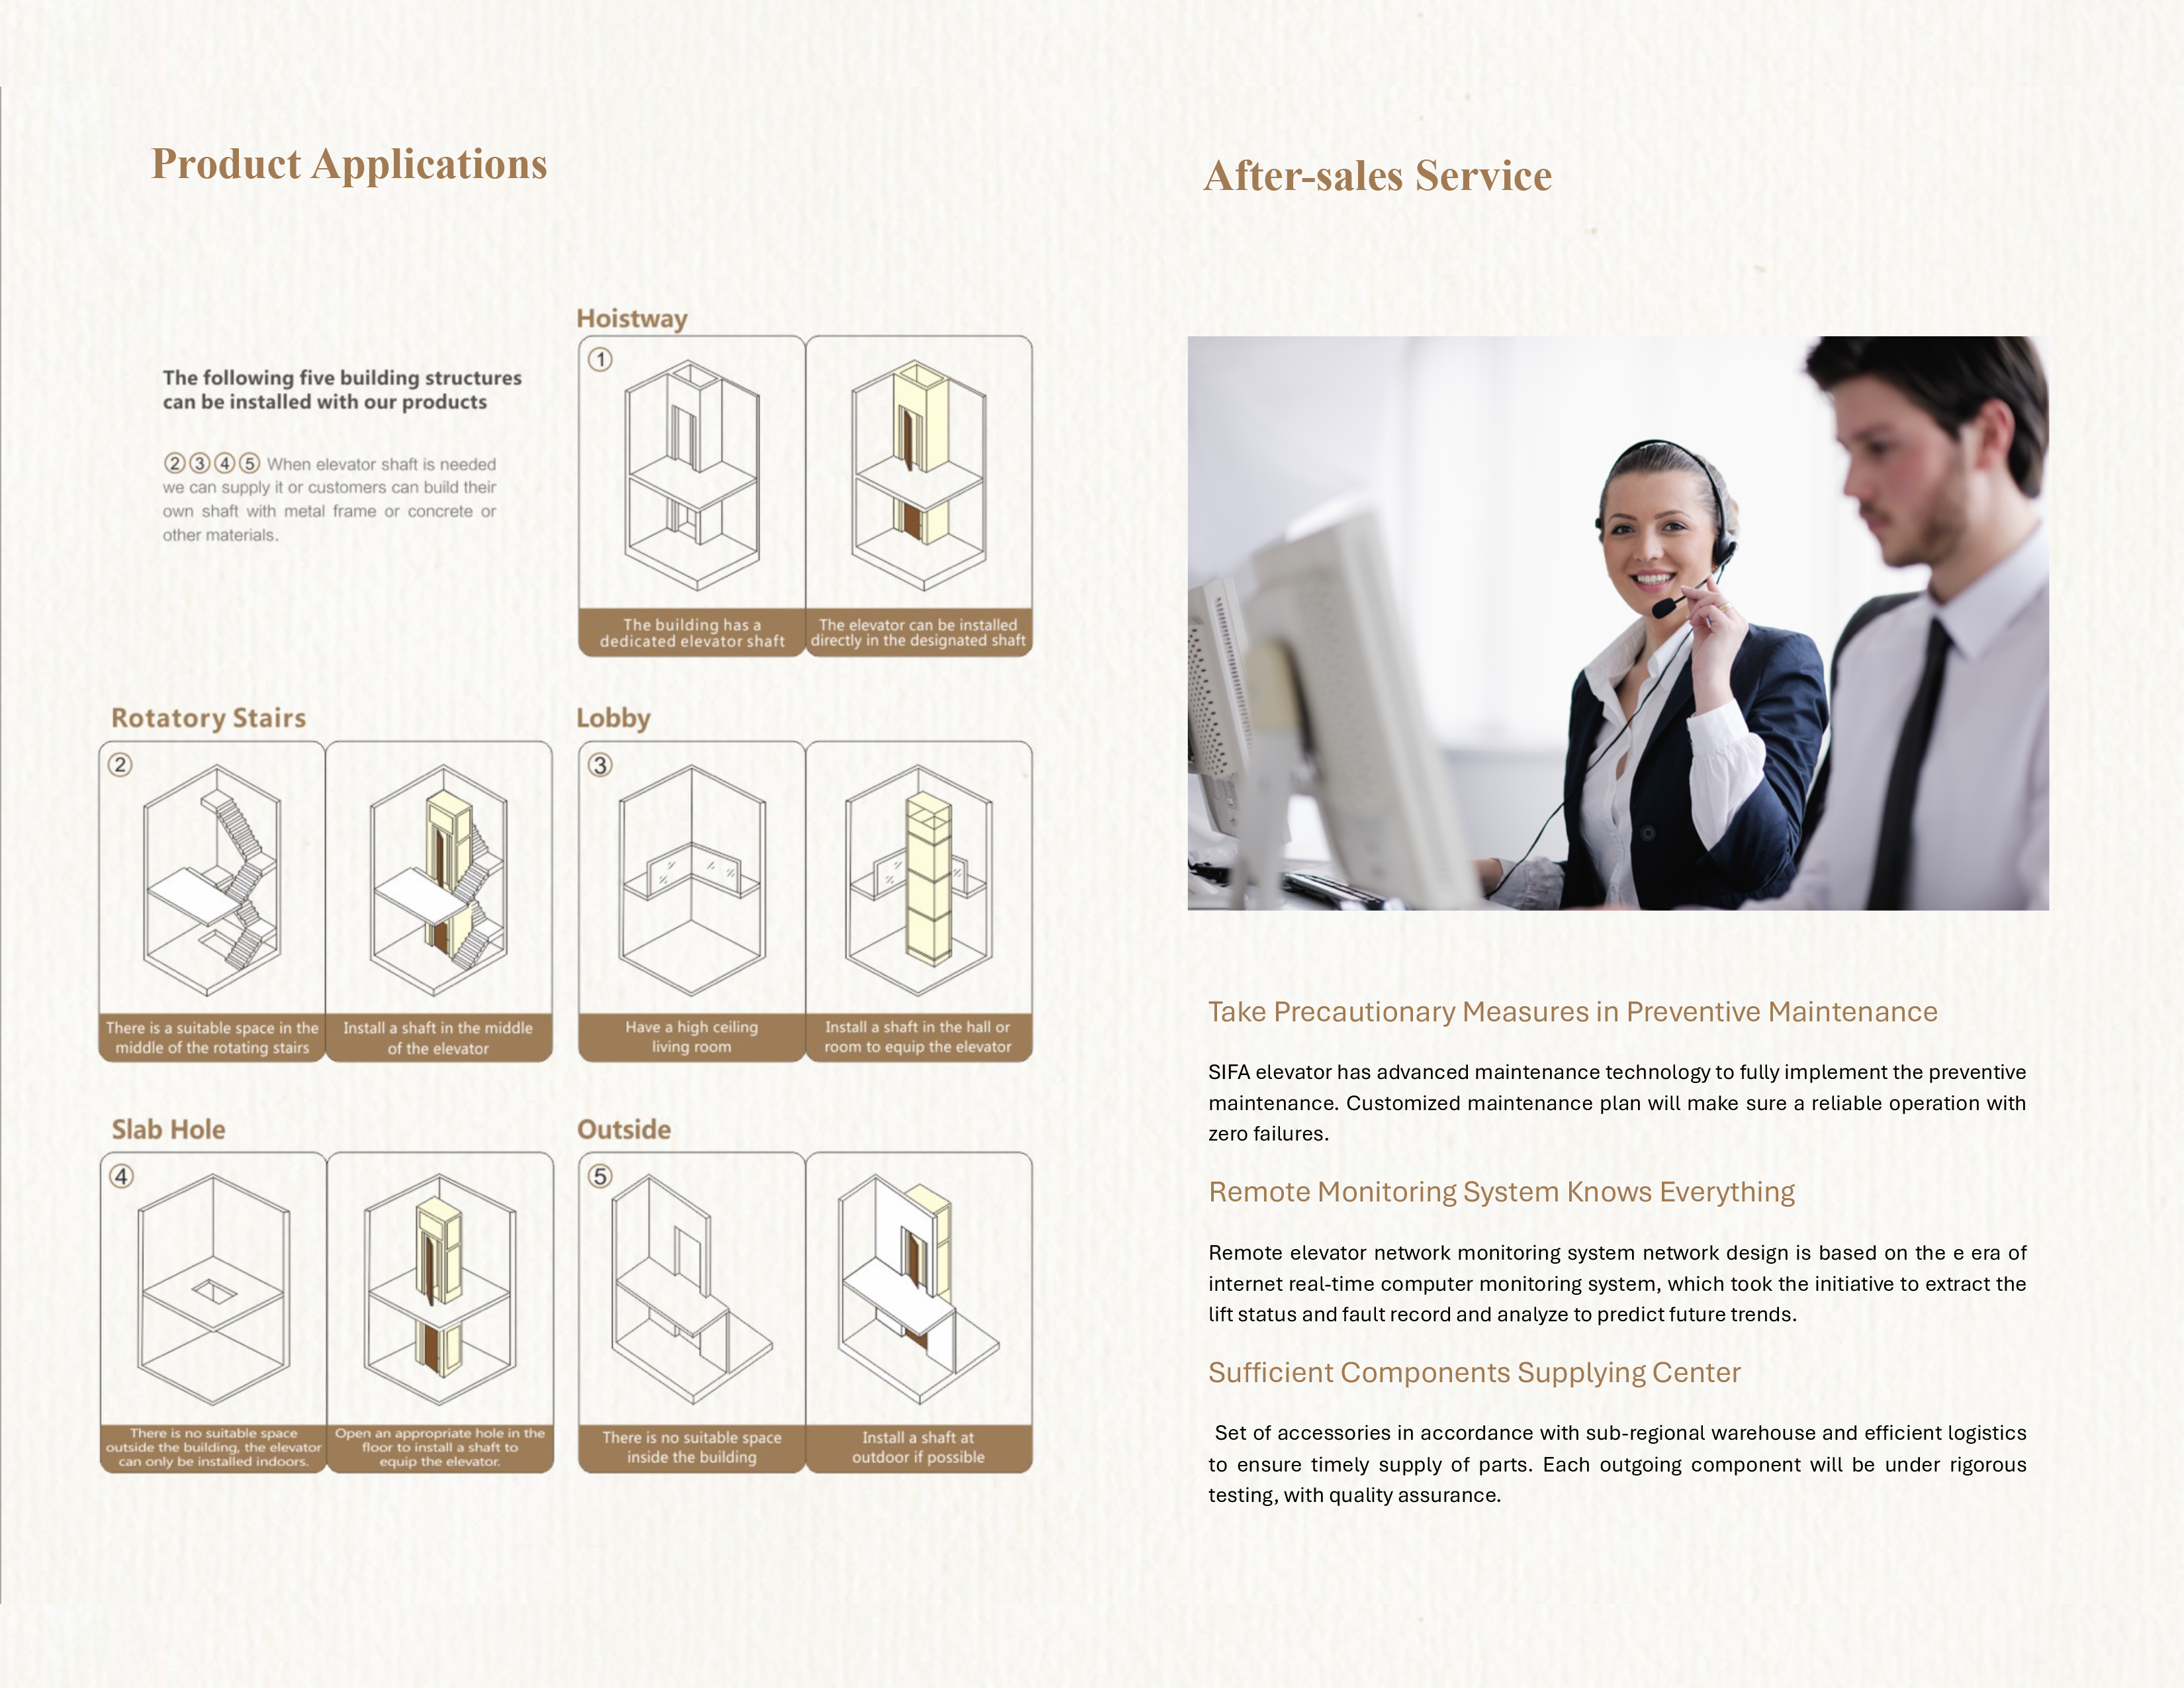 Product Applications
The following five building structures
can be installed with our products
②③④⑤ When elevator shaft is needed
we can supply it or customers can build their
own shaft with metal frame or concrete or
other materials.
Hoistway
①
The building has a
dedicated elevator shaft
The elevator can be installed
directly in the designated shaft
Rotatory Stairs
②
There is a suitable space in the
middle of the rotating stairs
Install a shaft in the middle
of the elevator
Lobby
③
Have a high ceiling
living room
Install a shaft in the hall or
room to equip the elevator
Slab Hole
④
There is no suitable space
outside the building, the elevator
can only be installed indoors.
Open an appropriate hole in the
floor to install a shaft to
equip the elevator.
Outside
⑤
There is no suitable space
inside the building
Install a shaft at
outdoor if possible
After-sales Service
Take Precautionary Measures in Preventive Maintenance
SIFA elevator has advanced maintenance technology to fully implement the preventive
maintenance. Customized maintenance plan will make sure a reliable operation with
zero failures.
Remote Monitoring System Knows Everything
Remote elevator network monitoring system network design is based on the e era of
internet real-time computer monitoring system, which took the initiative to extract the
lift status and fault record and analyze to predict future trends.
Sufficient Components Supplying Center
Set of accessories in accordance with sub-regional warehouse and efficient logistics
to ensure timely supply of parts. Each outgoing component will be under rigorous
testing, with quality assurance.